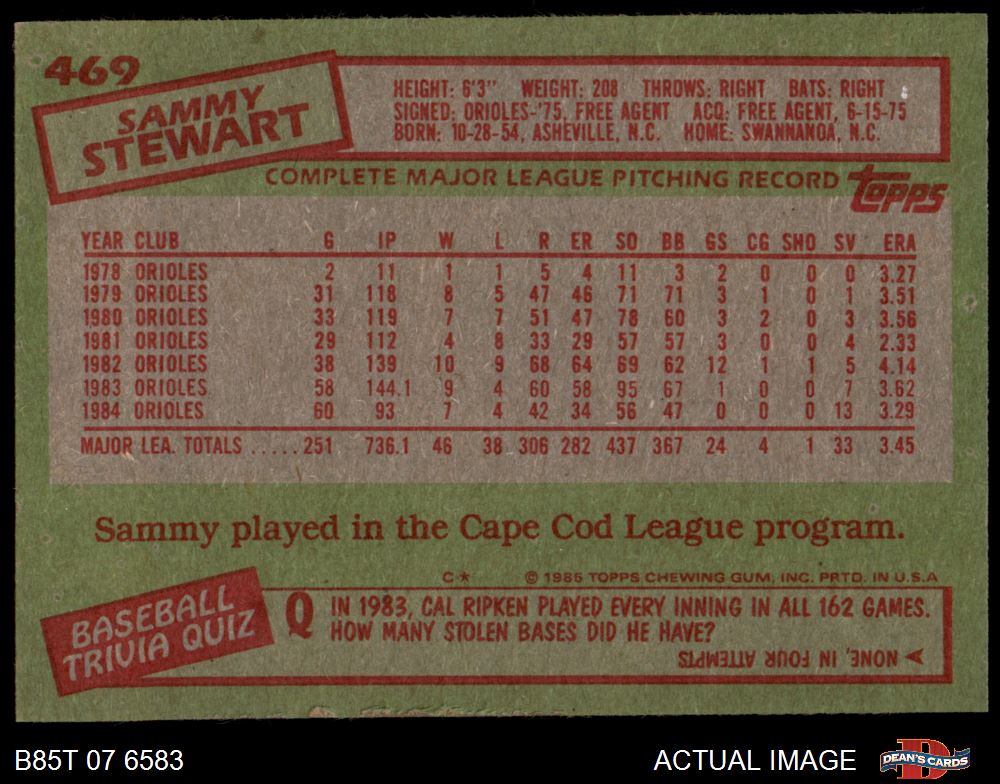 469
SAMMY
STEWART
HEIGHT: 6'3" WEIGHT: 208 THROWS: RIGHT BATS: RIGHT
SIGNED: ORIOLES-'75, FREE AGENT ACQ: FREE AGENT, 6-15-75
BORN: 10-28-54, ASHEVILLE, N.C. HOME: SWANNANOA, N.C.
COMPLETE MAJOR LEAGUE PITCHING RECORD topps
YEAR CLUB G IP W L R ER SO BB GS CG SHO SV ERA
1978 ORIOLES 2 11 1 1 5 4 11 3 2 0 0 0 3.27
1979 ORIOLES 31 118 8 5 47 46 71 71 3 1 0 1 3.51
1980 ORIOLES 33 119 7 7 51 47 78 60 3 2 0 3 3.56
1981 ORIOLES 29 112 4 8 33 29 57 57 3 0 0 4 2.33
1982 ORIOLES 38 139 10 9 68 64 69 62 12 1 1 5 4.14
1983 ORIOLES 58 144.1 9 4 60 58 95 67 1 0 0 7 3.62
1984 ORIOLES 60 93 7 4 42 34 56 47 0 0 0 13 3.29
MAJOR LEA. TOTALS ..... 251 736.1 46 38 306 282 437 367 24 4 1 33 3.45
Sammy played in the Cape Cod League program.
C★ © 1985 TOPPS CHEWING GUM, INC. PRTD. IN U.S.A
BASEBALL
TRIVIA QUIZ
Q IN 1983, CAL RIPKEN PLAYED EVERY INNING IN ALL 162 GAMES.
HOW MANY STOLEN BASES DID HE HAVE?
NONE, IN FOUR ATTEMPTS
B85T 07 6583
ACTUAL IMAGE
D
DEAN'S CARDS